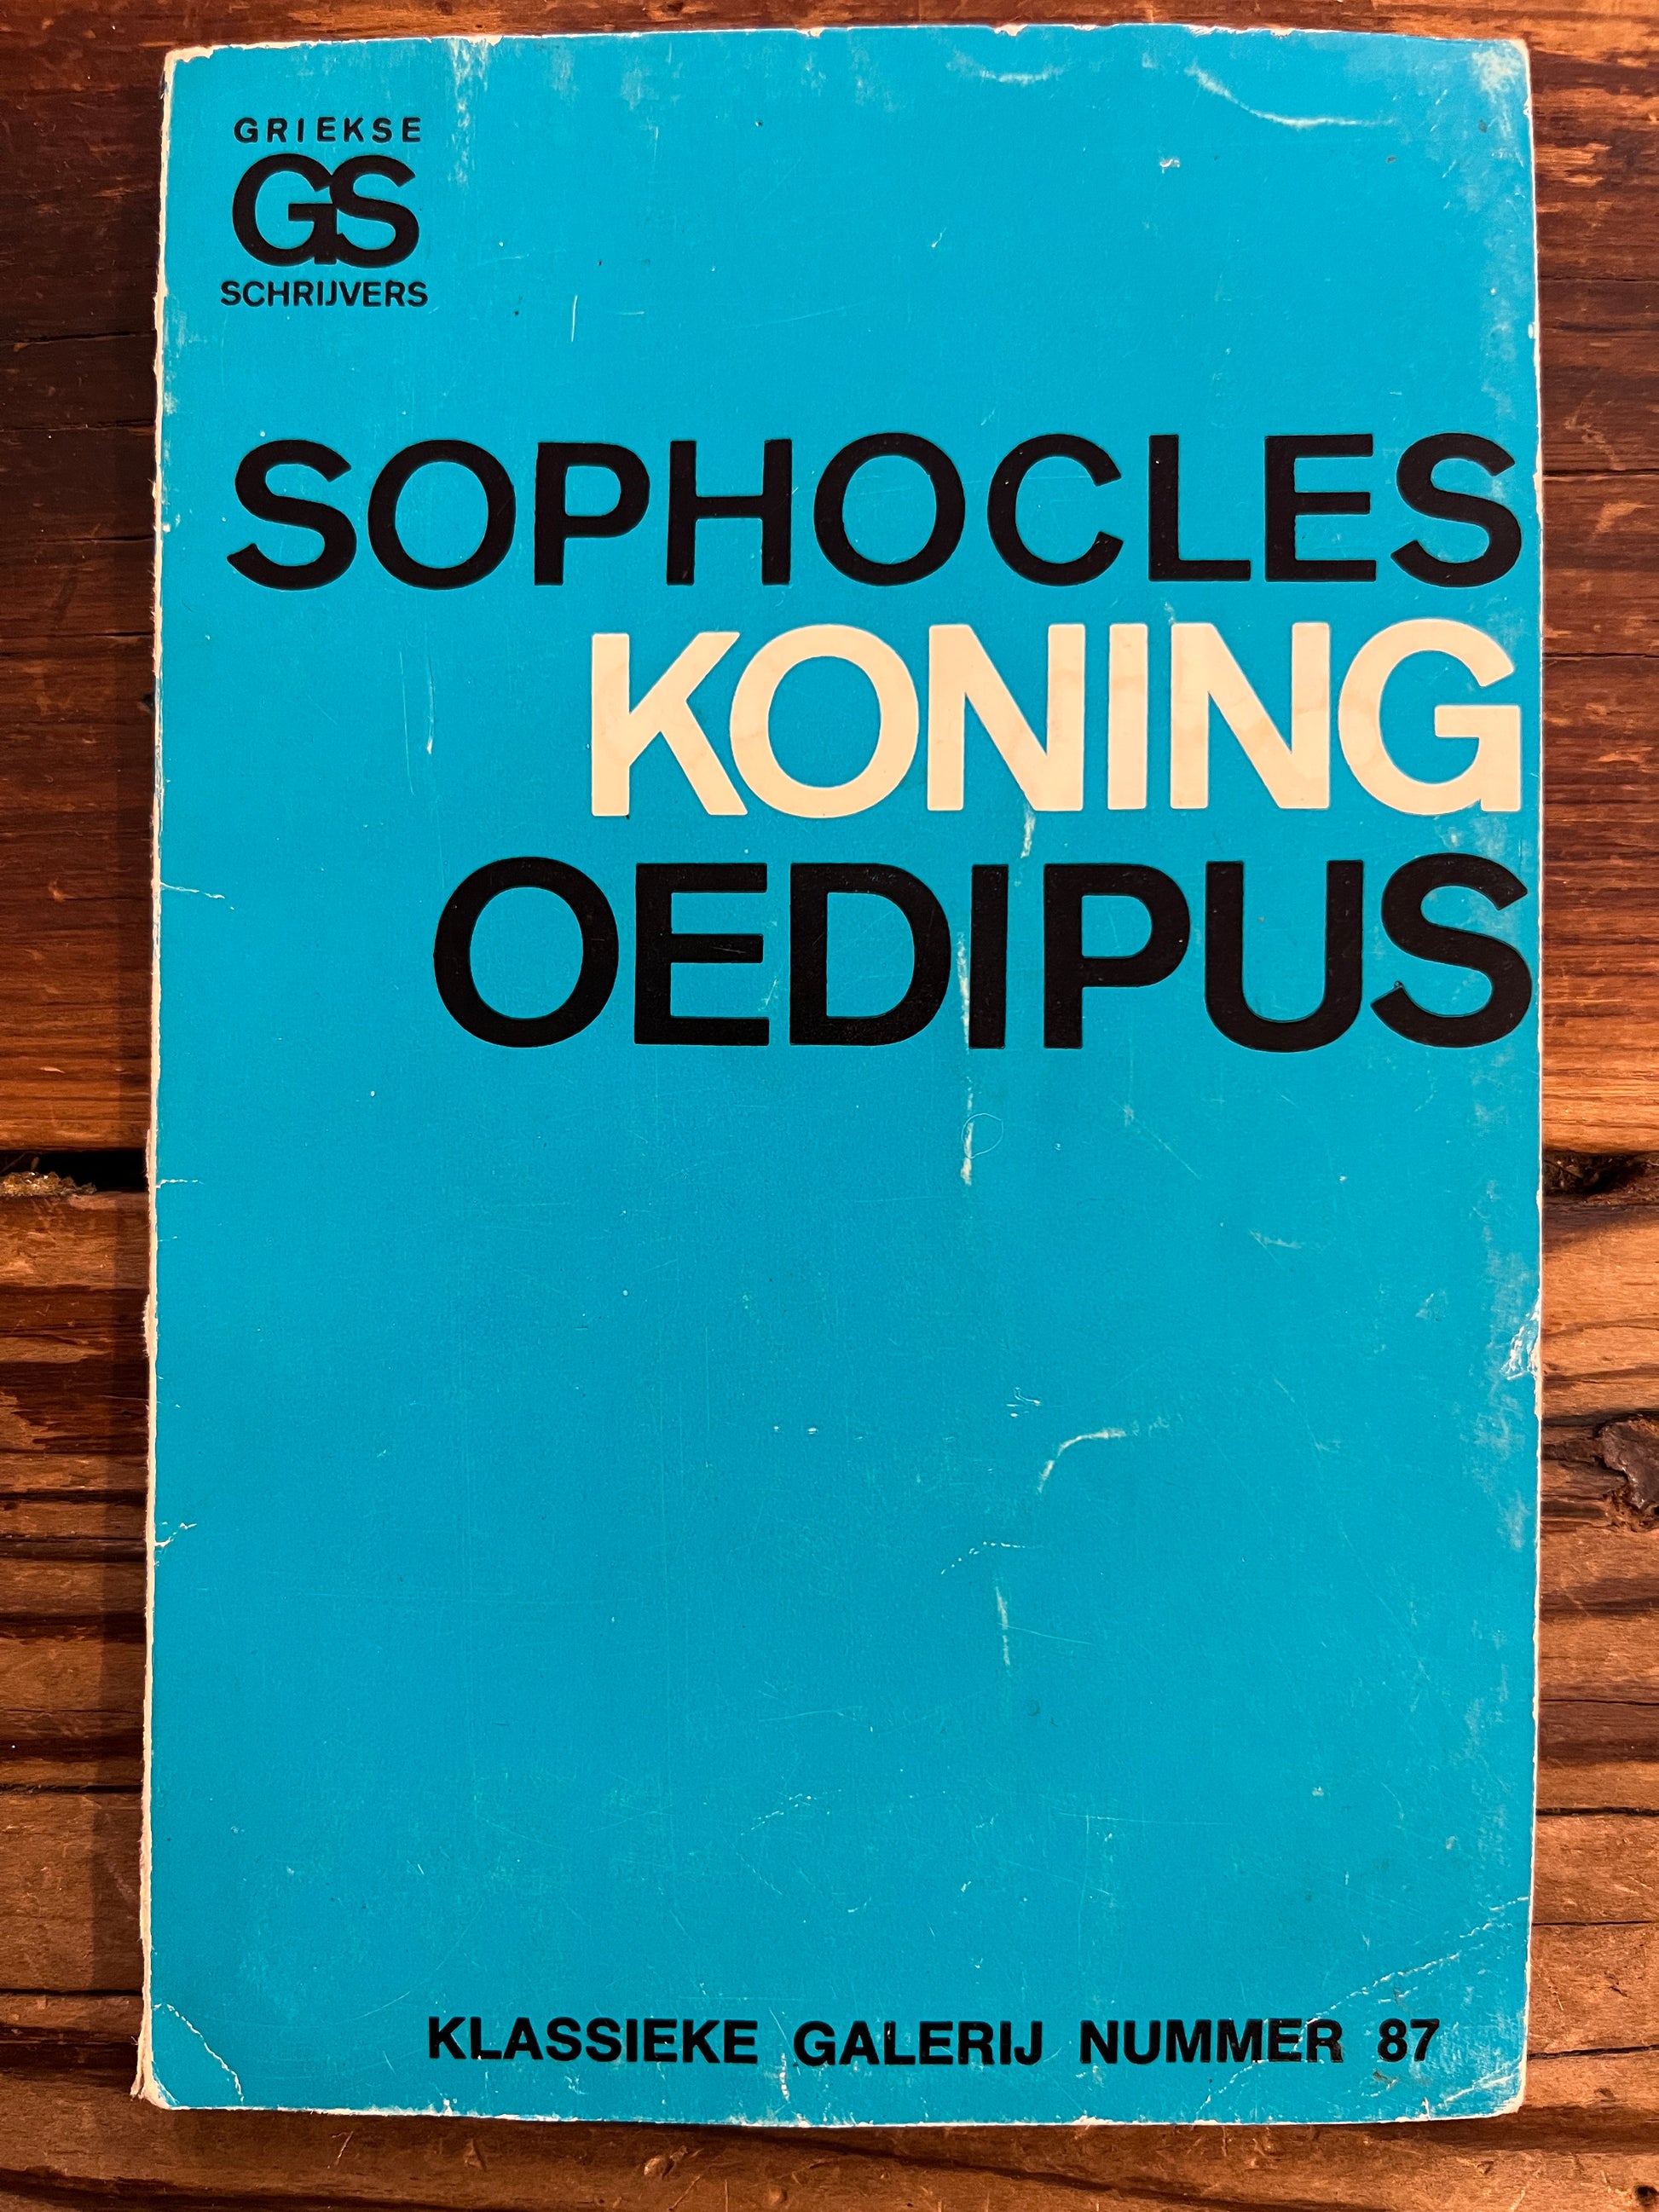 GRIEKSE
GS
SCHRIJVERS
SOPHOCLES
KONING
OEDIPUS
KLASSIEKE GALERIJ NUMMER 87